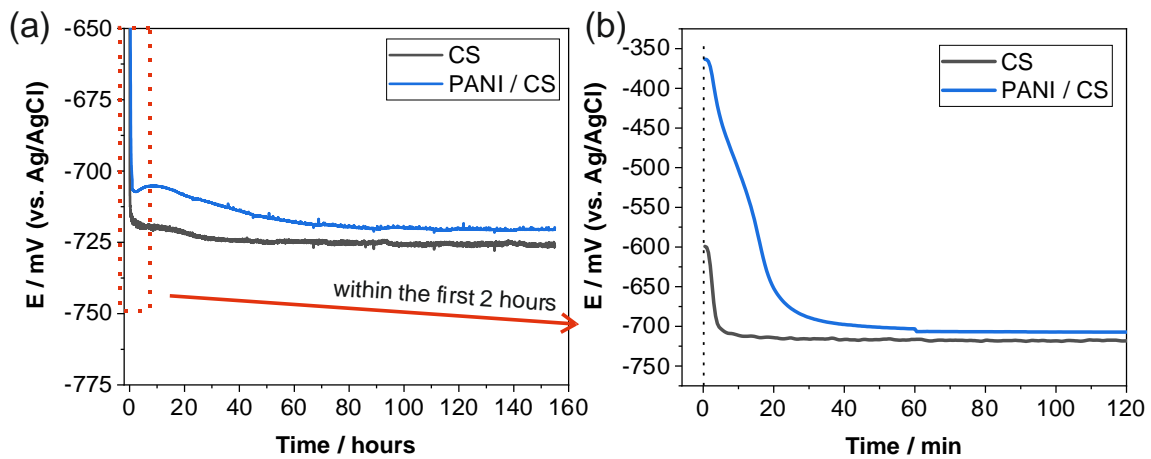 (a)
-650
-675
-700
-725
-750
-775
E / mV (vs. Ag/AgCl)
CS
PANI / CS
within the first 2 hours
0 20 40 60 80 100 120 140 160
Time / hours
(b)
-350
-400
-450
-500
-550
-600
-650
-700
-750
E / mV (vs. Ag/AgCl)
CS
PANI / CS
0 20 40 60 80 100 120
Time / min